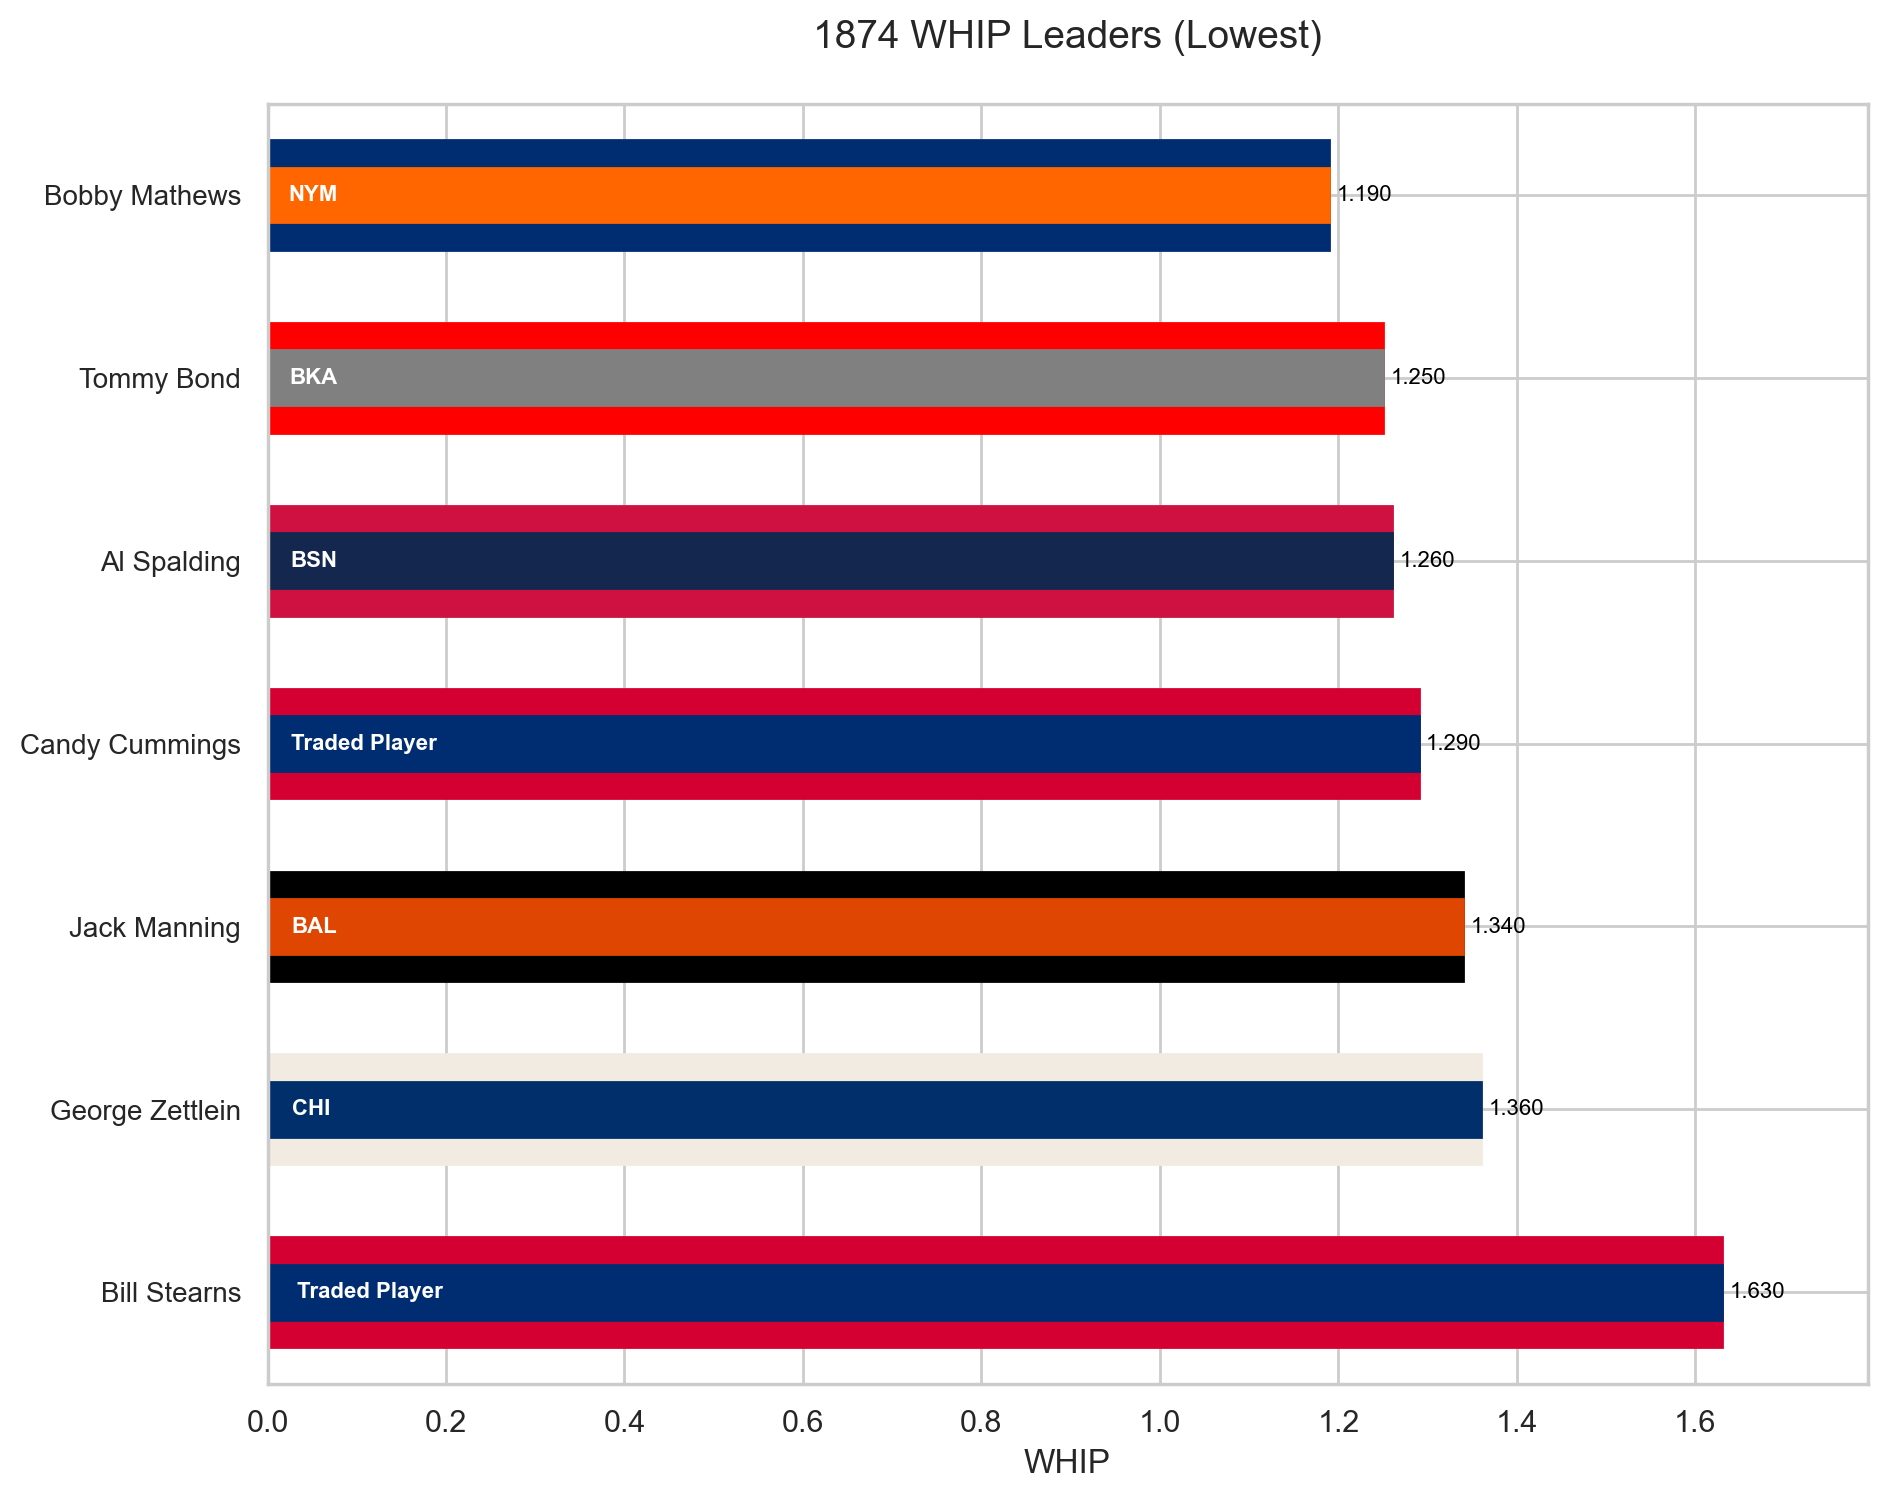 1874 WHIP Leaders (Lowest)
Bobby Mathews NYM 1.190
Tommy Bond BKA 1.250
Al Spalding BSN 1.260
Candy Cummings Traded Player 1.290
Jack Manning BAL 1.340
George Zettlein CHI 1.360
Bill Stearns Traded Player 1.630
0.0 0.2 0.4 0.6 0.8 1.0 1.2 1.4 1.6
WHIP